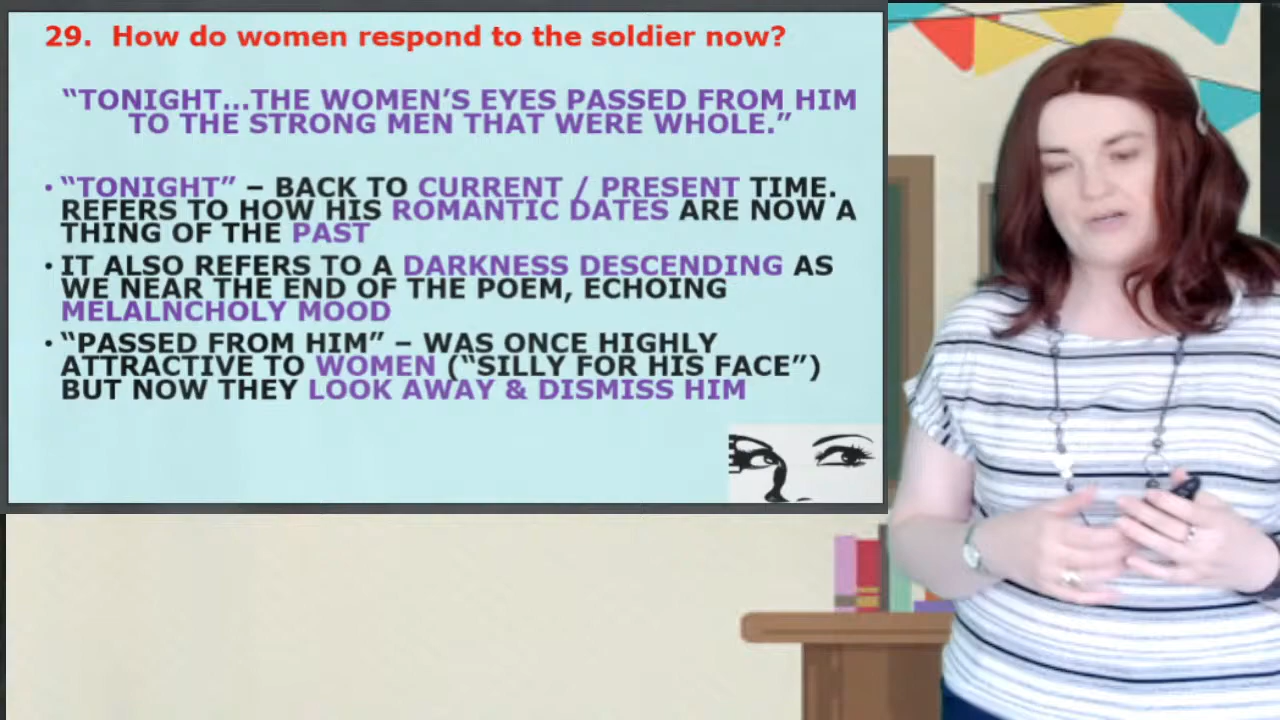 29. How do women respond to the soldier now?
“TONIGHT…THE WOMEN’S EYES PASSED FROM HIM
TO THE STRONG MEN THAT WERE WHOLE.”
• “TONIGHT” – BACK TO CURRENT / PRESENT TIME.
REFERS TO HOW HIS ROMANTIC DATES ARE NOW A
THING OF THE PAST
• IT ALSO REFERS TO A DARKNESS DESCENDING AS
WE NEAR THE END OF THE POEM, ECHOING
MELALNCHOLY MOOD
• “PASSED FROM HIM” – WAS ONCE HIGHLY
ATTRACTIVE TO WOMEN (“SILLY FOR HIS FACE”)
BUT NOW THEY LOOK AWAY & DISMISS HIM